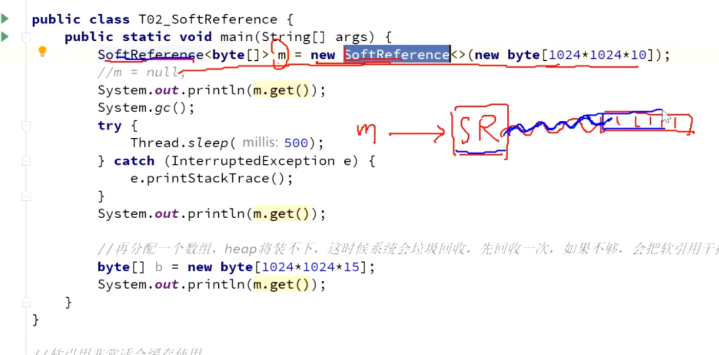 public class T02_SoftReference {
public static void main(String[] args) {
SoftReference<byte[]> m = new SoftReference<>(new byte[1024*1024*10]);
//m = null;
System.out.println(m.get());
System.gc();
try {
Thread.sleep( millis: 500);
} catch (InterruptedException e) {
e.printStackTrace();
}
System.out.println(m.get());
m
SR
//再分配一个数组，heap将装不下，这时候系统会垃圾回收，先回收一次，如果不够，会把软引用干
byte[] b = new byte[1024*1024*15];
System.out.println(m.get());
}
}
//软引用非常适合缓存使用